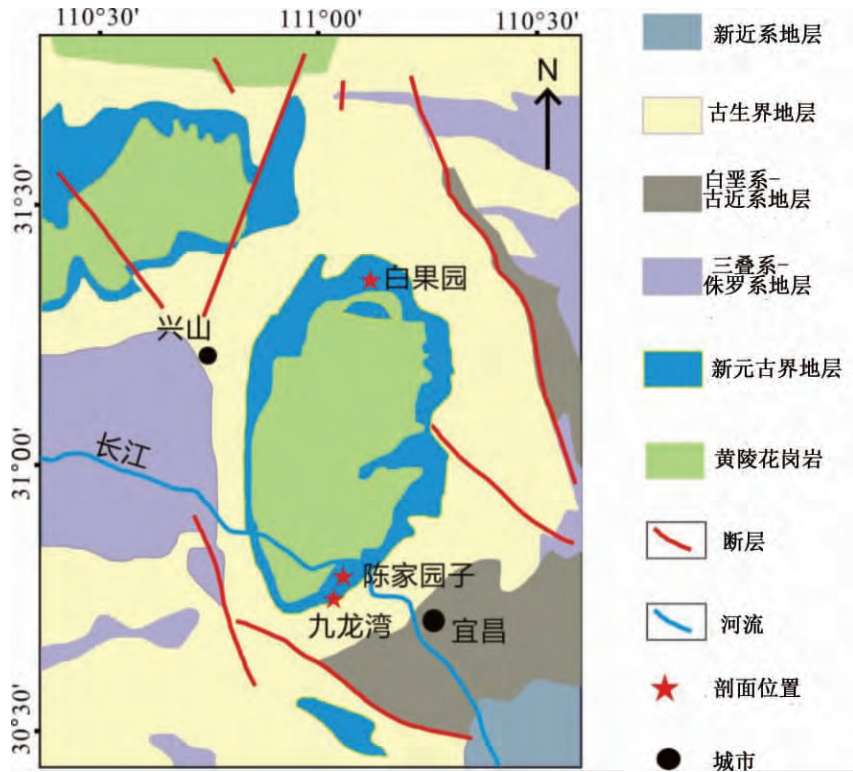 110°30'
111°00'
110°30'
N
31°30'
31°00'
30°30'
白果园
兴山
长江
陈家园子
九龙湾
宜昌
新近系地层
古生界地层
白垩系-
古近系地层
三叠系-
侏罗系地层
新元古界地层
黄陵花岗岩
断层
河流
剖面位置
城市